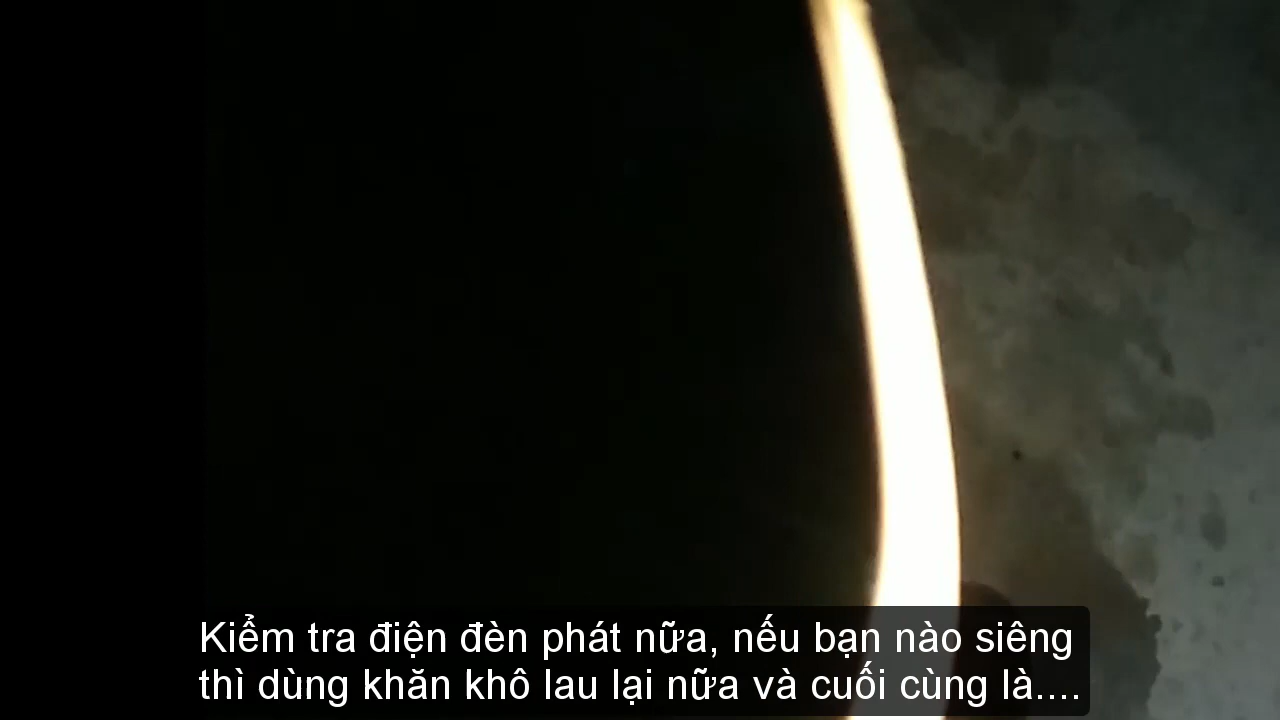 Kiểm tra điện đèn phát nữa, nếu bạn nào siêng
thì dùng khăn khô lau lại nữa và cuối cùng là....